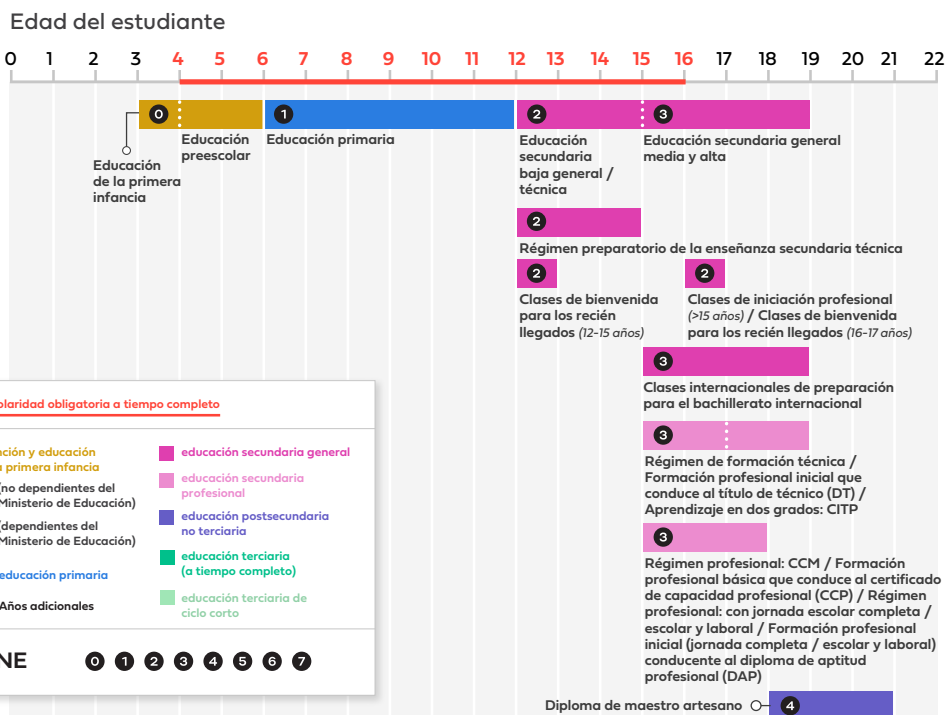 Edad del estudiante
0 1 2 3 4 5 6 7 8 9 10 11 12 13 14 15 16 17 18 19 20 21 22
0
1
2
3
Educación
de la primera
infancia
Educación
preescolar
Educación primaria
Educación
secundaria
baja general /
técnica
Educación secundaria general
media y alta
2
Régimen preparatorio de la enseñanza secundaria técnica
2
Clases de bienvenida
para los recién
llegados (12-15 años)
2
Clases de iniciación profesional
(>15 años) / Clases de bienvenida
para los recién llegados (16-17 años)
3
Clases internacionales de preparación
para el bachillerato internacional
3
Régimen de formación técnica /
Formación profesional inicial que
conduce al título de técnico (DT) /
Aprendizaje en dos grados: CITP
3
Régimen profesional: CCM / Formación
profesional básica que conduce al certificado
de capacidad profesional (CCP) / Régimen
profesional: con jornada escolar completa /
escolar y laboral / Formación profesional
inicial (jornada completa / escolar y laboral)
conducente al diploma de aptitud
profesional (DAP)
Diploma de maestro artesano
4
olaridad obligatoria a tiempo completo
nción y educación
a primera infancia
(no dependientes del
Ministerio de Educación)
(dependientes del
Ministerio de Educación)
educación primaria
Años adicionales
educación secundaria general
educación secundaria
profesional
educación postsecundaria
no terciaria
educación terciaria
(a tiempo completo)
educación terciaria de
ciclo corto
NE 0 1 2 3 4 5 6 7